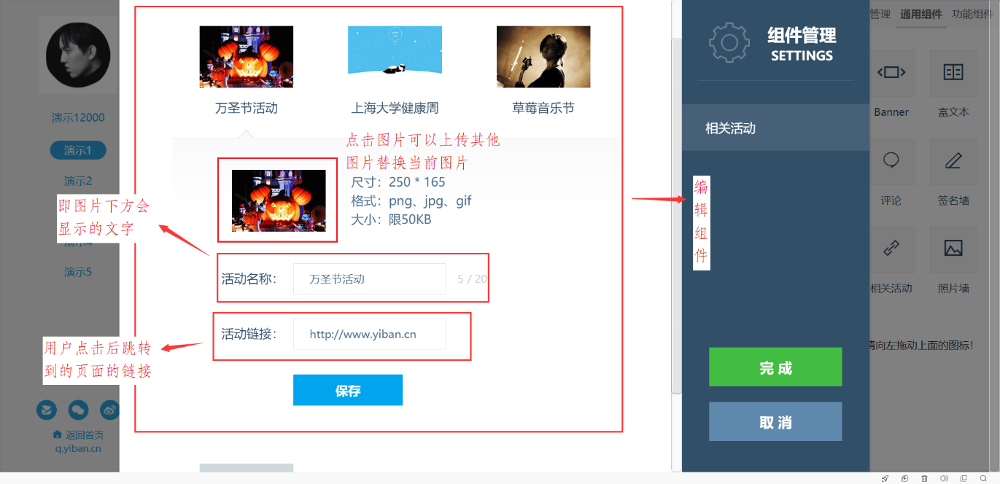 演示12000
演示1
演示2
演示5
返回首页
q.yiban.cn
万圣节活动
上海大学健康周
草莓音乐节
点击图片可以上传其他
图片替换当前图片
尺寸：250 * 165
格式：png、jpg、gif
大小：限50KB
即图片下方会
显示的文字
活动名称：
万圣节活动
5 / 20
活动链接：
http://www.yiban.cn
用户点击后跳转
到的页面的链接
保存
组件管理
SETTINGS
相关活动
编辑组件
完 成
取 消
管理
通用组件
功能组件
Banner
富文本
评论
签名墙
相关活动
照片墙
请向左拖动上面的图标！